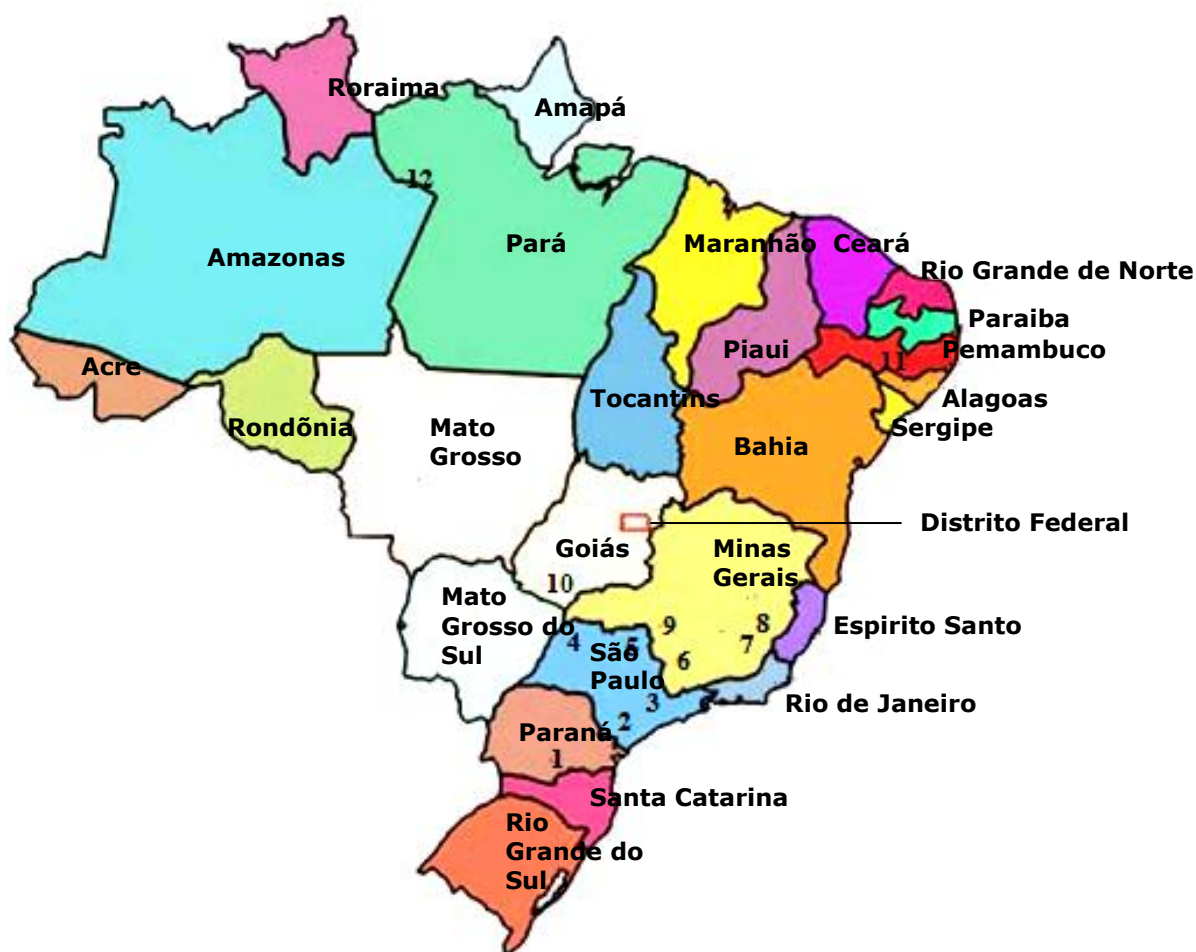 Roraima
Amapá
12
Amazonas
Pará
Maranhão
Ceará
Rio Grande de Norte
Paraiba
Pemambuco
11
Piaui
Acre
Tocantins
Alagoas
Sergipe
Rondõnia
Mato
Grosso
Bahia
Distrito Federal
Goiás
Minas
Gerais
10
Mato
Grosso do
Sul
4
5
São
Paulo
9
8
7
6
Espirito Santo
3
2
Rio de Janeiro
Paraná
1
Santa Catarina
Rio
Grande do
Sul